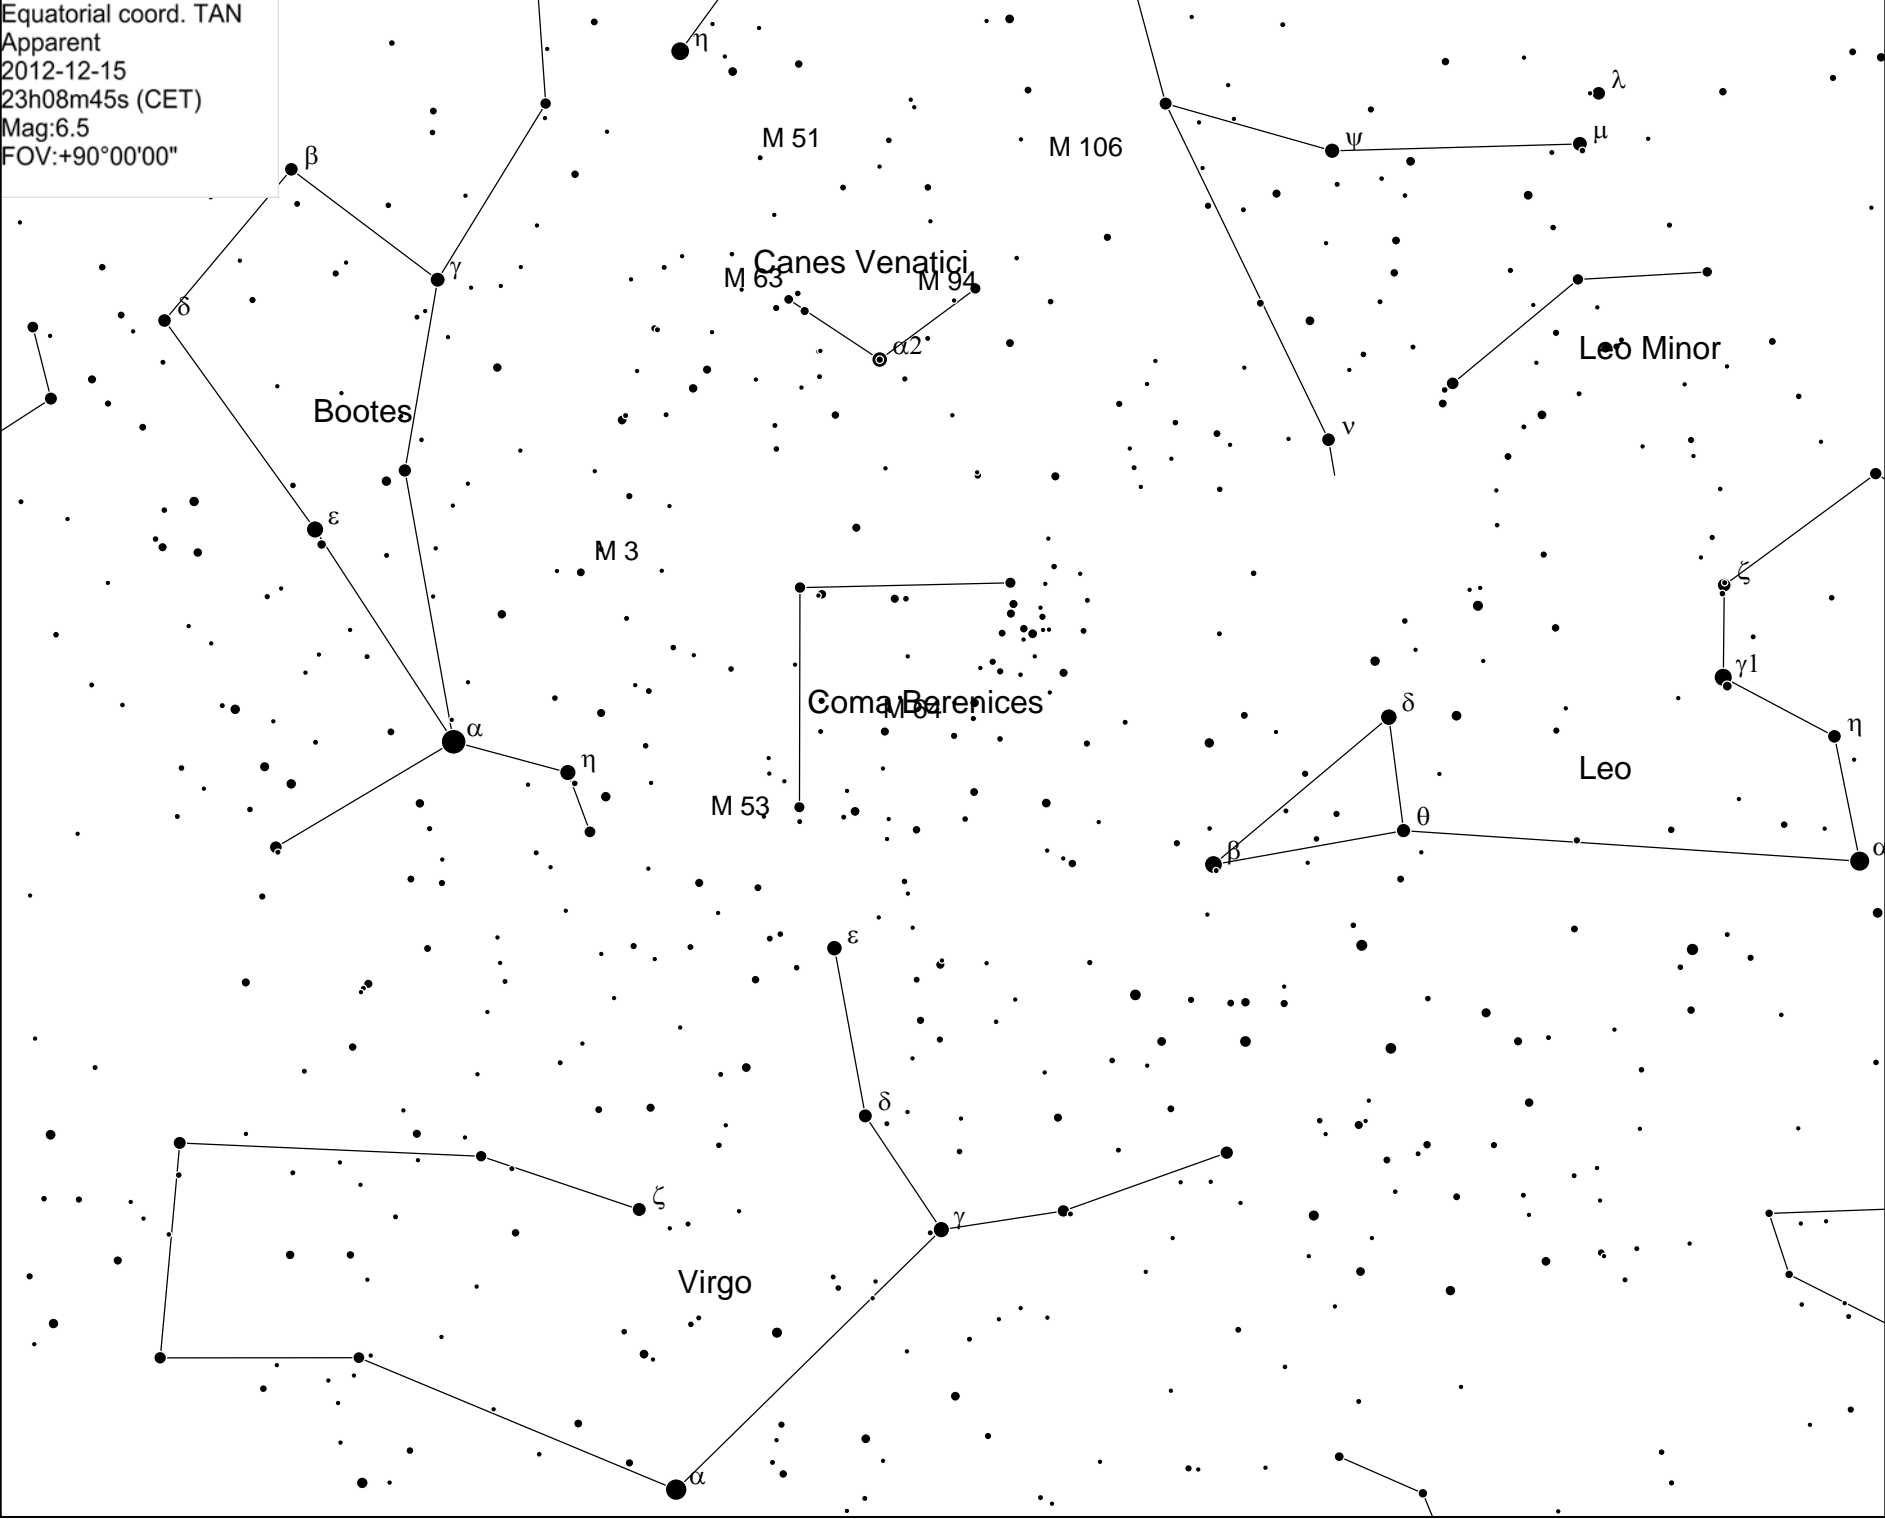 Equatorial coord. TAN
Apparent
2012-12-15
23h08m45s (CET)
Mag:6.5
FOV:+90°00'00"
η
λ
M 51
M 106
ψ
μ
β
γ
Canes Venatici
M 63
M 94
δ
α2
Leo Minor
Bootes
ν
ε
M 3
ζ
γ1
Coma Berenices
M 64
δ
α
η
η
Leo
M 53
θ
β
α
ε
δ
ζ
γ
Virgo
α